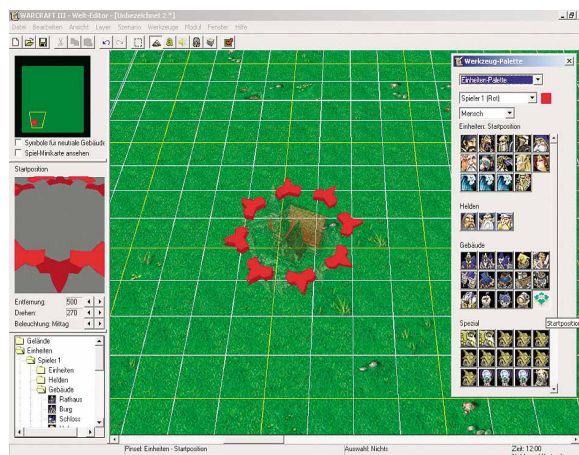 WARCRAFT III - Welt-Editor - [Unbezeichnet 2 *]
Datei Bearbeiten Ansicht Layer Szenario Werkzeuge Modul Fenster Hilfe
Symbole für neutrale Gebäude
Spiel-Minikarte ansehen
Startposition
Entfernung: 500
Drehen: 270
Beleuchtung: Mittag
Gelände
Einheiten
Spieler 1
Einheiten
Helden
Gebäude
Rathaus
Burg
Schloss
Werkzeug-Palette
Einheiten-Palette
Spieler 1 (Rot)
Mensch
Einheiten: Startposition
Helden
Gebäude
Spezial
Startposition
Pinsel: Einheiten - Startposition
Auswahl: Nichts
Zeit: 12:00